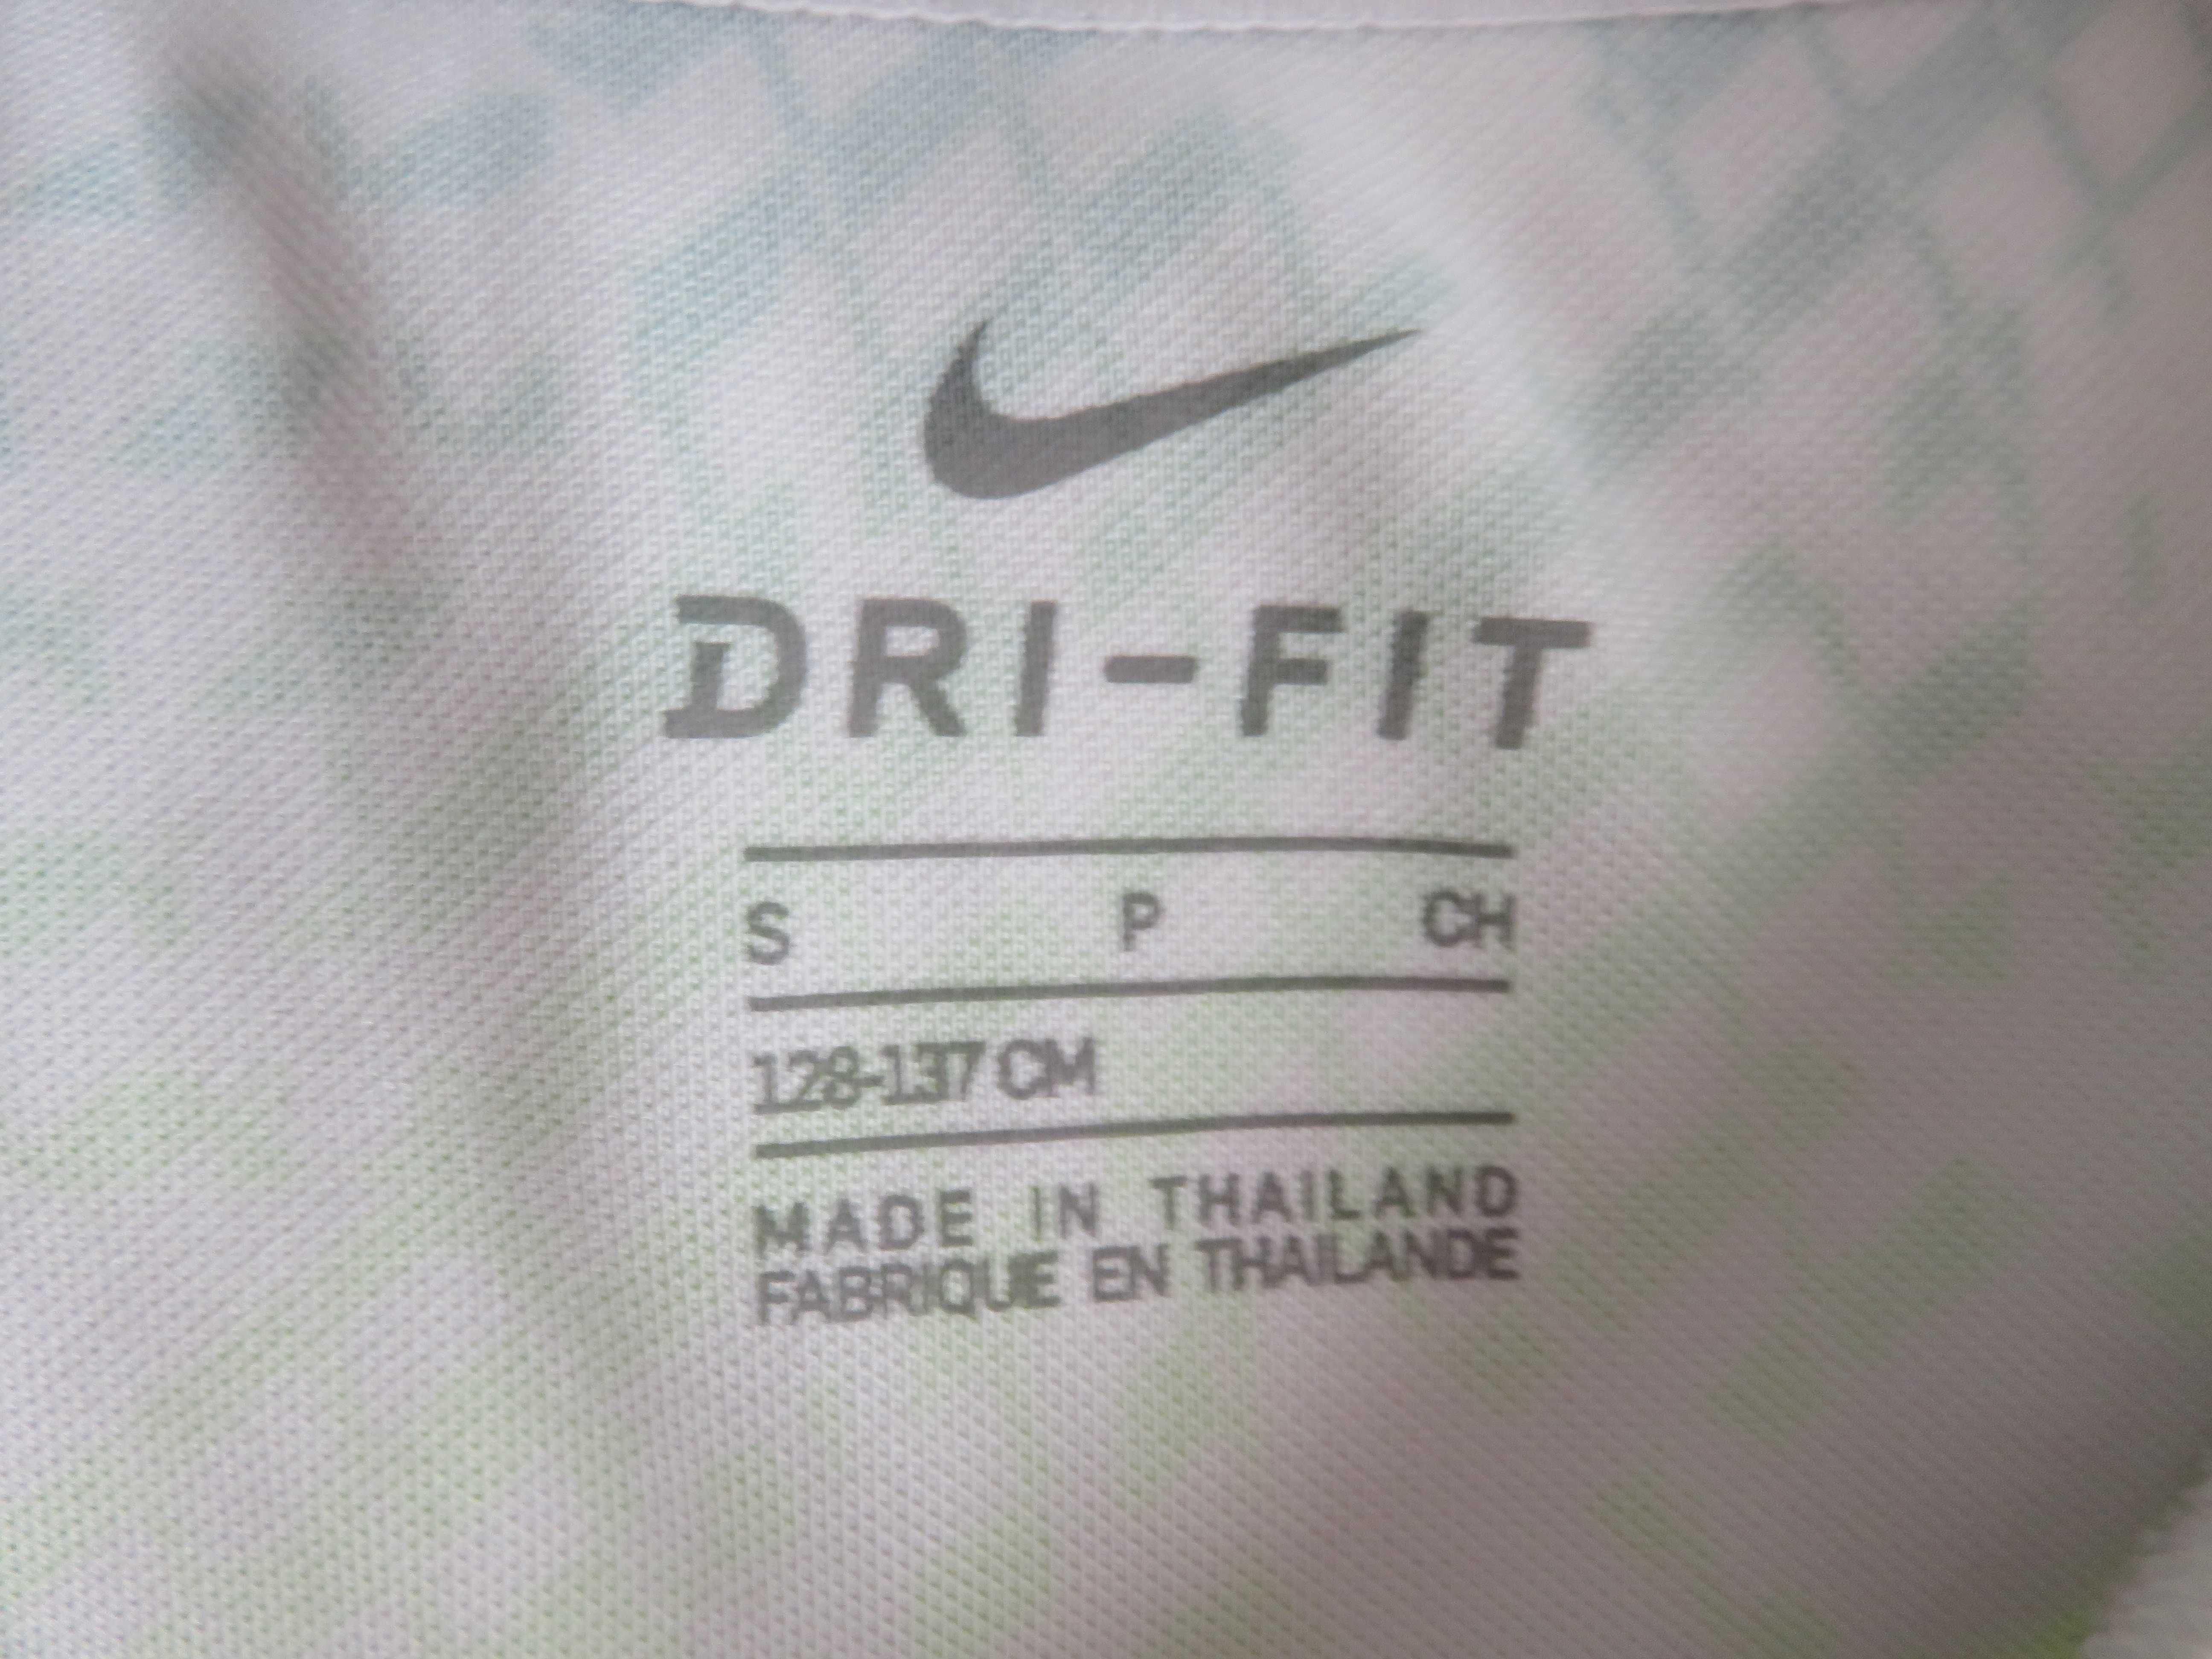 DRI-FIT
S P CH
128-137 CM
MADE IN THAILAND
FABRIQUE EN THAILANDE